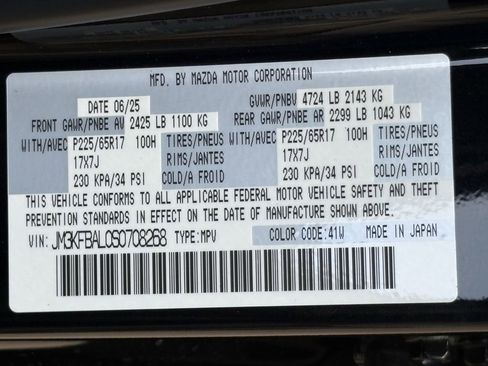 MFD. BY MAZDA MOTOR CORPORATION
DATE 06/25 GVWR/PNBV 4724 LB 2143 KG
FRONT GAWR/PNBE AV 2425 LB 1100 KG REAR GAWR/PNBE AR 2299 LB 1043 KG
WITH/AVEC P225/65R17 100H TIRES/PNEUS WITH/AVEC P225/65R17 100H TIRES/PNEUS
17X7J RIMS/JANTES 17X7J RIMS/JANTES
230 KPA/34 PSI COLD/A FROID 230 KPA/34 PSI COLD/A FROID
THIS VEHICLE CONFORMS TO ALL APPLICABLE FEDERAL MOTOR VEHICLE SAFETY AND THEFT
PREVENTION STANDARDS IN EFFECT ON THE DATE OF MANUFACTURE SHOWN ABOVE.
VIN: JM3KFBAL0S0708268 TYPE:MPV COLOR CODE:41W MADE IN JAPAN